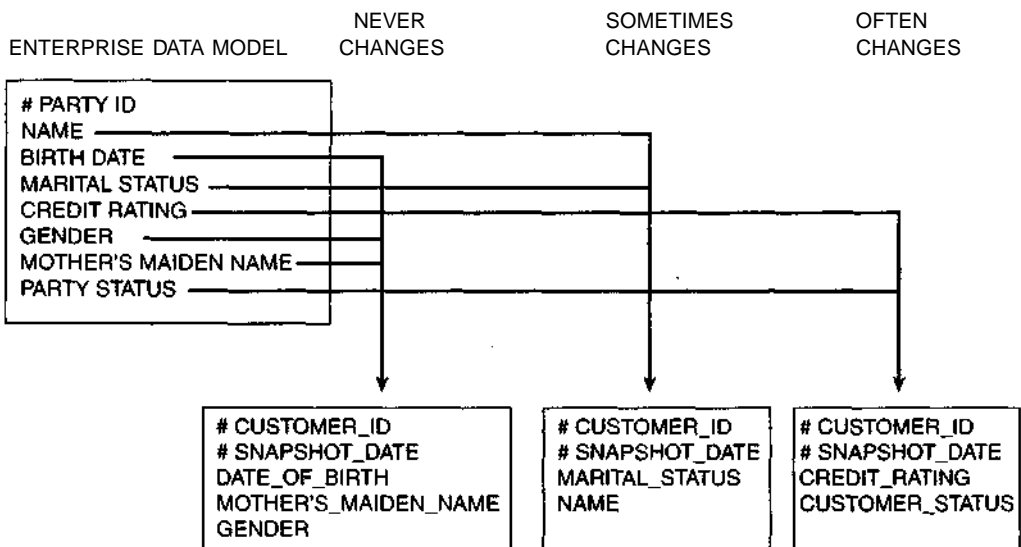 NEVER CHANGES
SOMETIMES CHANGES
OFTEN CHANGES
ENTERPRISE DATA MODEL
# PARTY ID
NAME
BIRTH DATE
MARITAL STATUS
CREDIT RATING
GENDER
MOTHER'S MAIDEN NAME
PARTY STATUS
# CUSTOMER_ID
# SNAPSHOT_DATE
DATE_OF_BIRTH
MOTHER'S_MAIDEN_NAME
GENDER
# CUSTOMER_ID
# SNAPSHOT_DATE
MARITAL_STATUS
NAME
# CUSTOMER_ID
# SNAPSHOT_DATE
CREDIT_RATING
CUSTOMER_STATUS